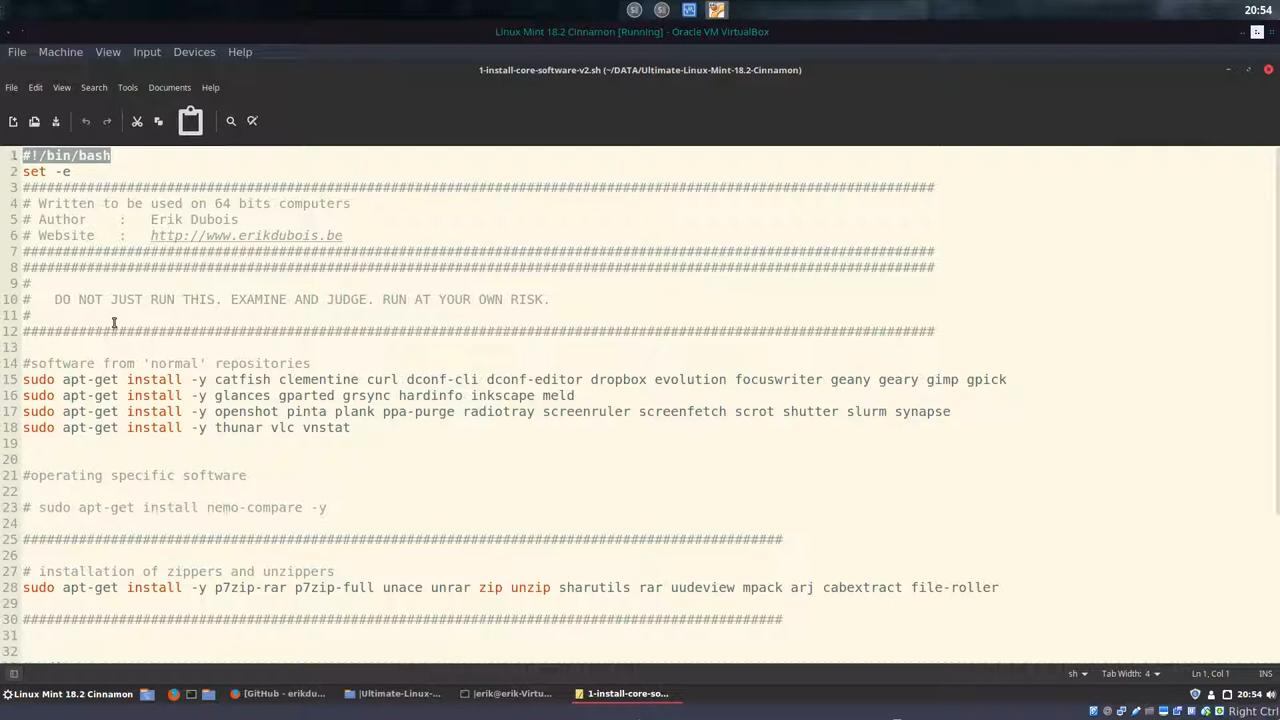 20:54
Linux Mint 18.2 Cinnamon [Running] - Oracle VM VirtualBox
File Machine View Input Devices Help
1-install-core-software-v2.sh (~/DATA/Ultimate-Linux-Mint-18.2-Cinnamon)
File Edit View Search Tools Documents Help
1 #!/bin/bash
2 set -e
3 ##################################################################################################################
4 # Written to be used on 64 bits computers
5 # Author : Erik Dubois
6 # Website : http://www.erikdubois.be
7 ##################################################################################################################
8 ##################################################################################################################
9 #
10 # DO NOT JUST RUN THIS. EXAMINE AND JUDGE. RUN AT YOUR OWN RISK.
11 #
12 ##################################################################################################################
13
14 #software from 'normal' repositories
15 sudo apt-get install -y catfish clementine curl dconf-cli dconf-editor dropbox evolution focuswriter geany geary gimp gpick
16 sudo apt-get install -y glances gparted grsync hardinfo inkscape meld
17 sudo apt-get install -y openshot pinta plank ppa-purge radiotray screenruler screenfetch scrot shutter slurm synapse
18 sudo apt-get install -y thunar vlc vnstat
19
20
21 #operating specific software
22
23 # sudo apt-get install nemo-compare -y
24
25 ###############################################################################################
26
27 # installation of zippers and unzippers
28 sudo apt-get install -y p7zip-rar p7zip-full unace unrar zip unzip sharutils rar uudeview mpack arj cabextract file-roller
29
30 ###############################################################################################
31
32
sh Tab Width: 4 Ln 1, Col 1 INS
Linux Mint 18.2 Cinnamon [GitHub - erikdu... |Ultimate-Linux-... |erik@erik-Virtu... 1-install-core-so... 20:54
Right Ctrl